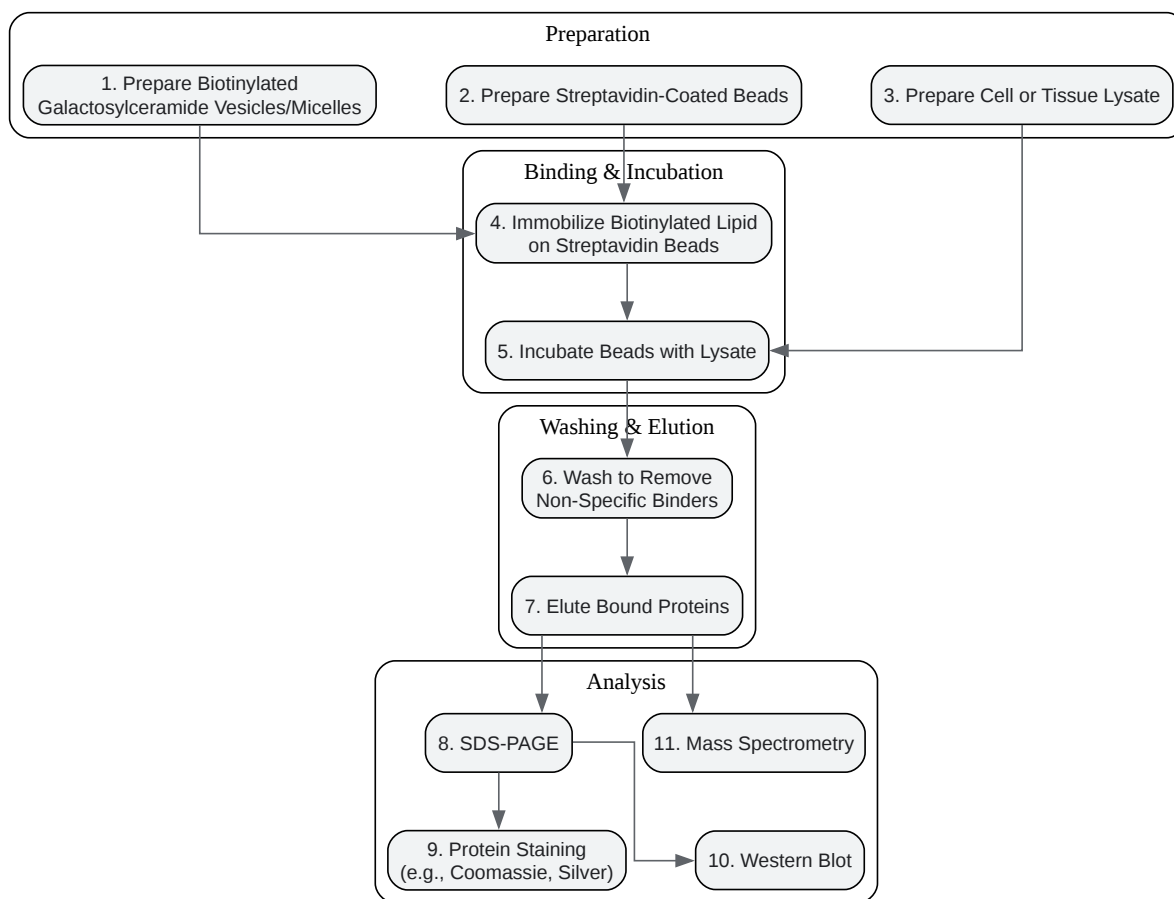 Preparation
1. Prepare Biotinylated
Galactosylceramide Vesicles/Micelles
2. Prepare Streptavidin-Coated Beads
3. Prepare Cell or Tissue Lysate
Binding & Incubation
4. Immobilize Biotinylated Lipid
on Streptavidin Beads
5. Incubate Beads with Lysate
Washing & Elution
6. Wash to Remove
Non-Specific Binders
7. Elute Bound Proteins
Analysis
8. SDS-PAGE
11. Mass Spectrometry
9. Protein Staining
(e.g., Coomassie, Silver)
10. Western Blot